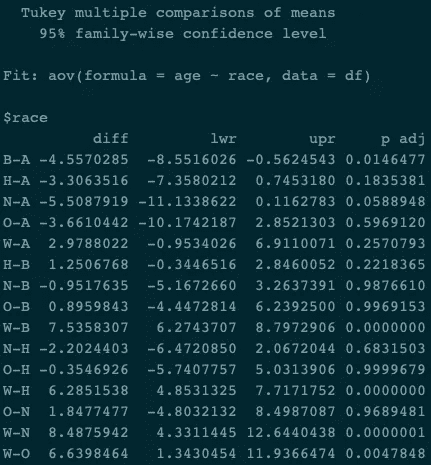 Tukey multiple comparisons of means
95% family-wise confidence level
Fit: aov(formula = age ~ race, data = df)
$race
diff lwr upr p adj
B-A -4.5570285 -8.5516026 -0.5624543 0.0146477
H-A -3.3063516 -7.3580212 0.7453180 0.1835381
N-A -5.5087919 -11.1338622 0.1162783 0.0588948
O-A -3.6610442 -10.1742187 2.8521303 0.5969120
W-A 2.9788022 -0.9534026 6.9110071 0.2570793
H-B 1.2506768 -0.3446516 2.8460052 0.2218365
N-B -0.9517635 -5.1672660 3.2637391 0.9876610
O-B 0.8959843 -4.4472814 6.2392500 0.9969153
W-B 7.5358307 6.2743707 8.7972906 0.0000000
N-H -2.2024403 -6.4720850 2.0672044 0.6831503
O-H -0.3546926 -5.7407757 5.0313906 0.9999679
W-H 6.2851538 4.8531325 7.7171752 0.0000000
O-N 1.8477477 -4.8032132 8.4987087 0.9689481
W-N 8.4875942 4.3311445 12.6440438 0.0000001
W-O 6.6398464 1.3430454 11.9366474 0.0047848